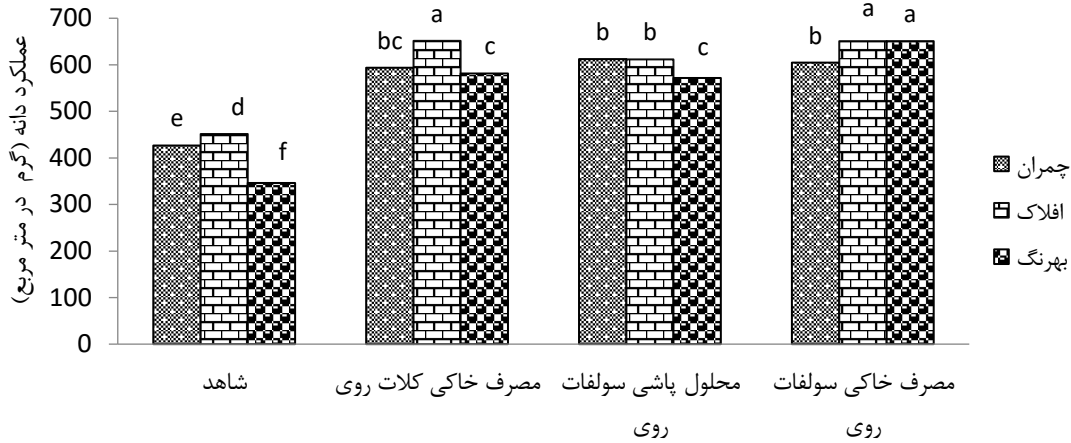 عملکرد دانه (گرم در متر مربع)
700
600
500
400
300
200
100
0
e
d
f
bc
a
c
b
b
c
b
a
a
شاهد
مصرف خاکی کلات روی
محلول پاشی سولفات
روی
مصرف خاکی سولفات
روی
چمران
افلاک
بهرنگ